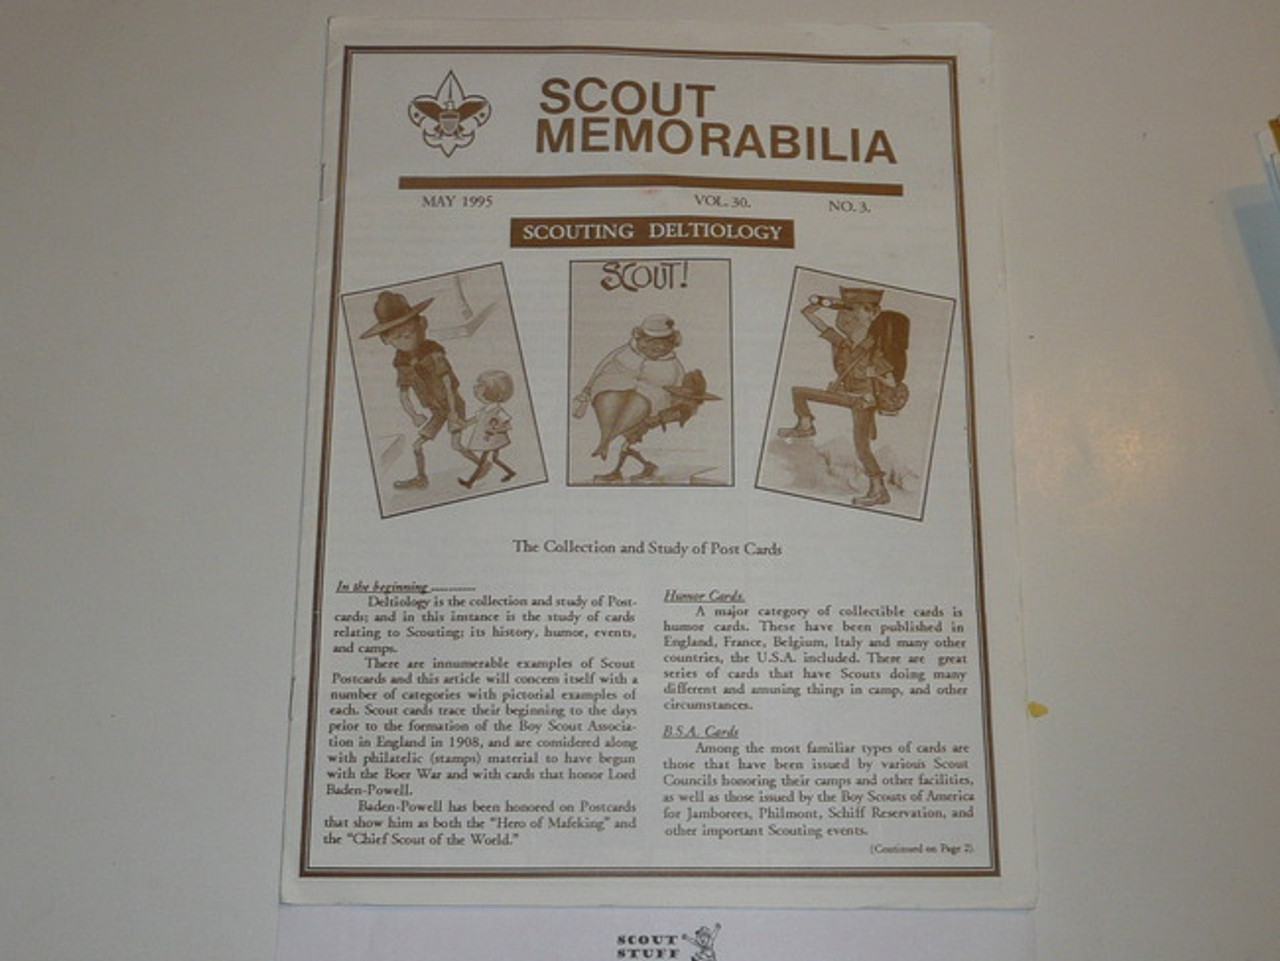 SCOUT
MEMORABILIA
MAY 1995 VOL. 30. NO. 3.
SCOUTING DELTIOLOGY
SCOUT!
The Collection and Study of Post Cards
In the beginning ............
Deltiology is the collection and study of Post-
cards; and in this instance is the study of cards
relating to Scouting; its history, humor, events,
and camps.
There are innumerable examples of Scout
Postcards and this article will concern itself with a
number of categories with pictorial examples of
each. Scout cards trace their beginning to the days
prior to the formation of the Boy Scout Associa-
tion in England in 1908, and are considered along
with philatelic (stamps) material to have begun
with the Boer War and with cards that honor Lord
Baden-Powell.
Baden-Powell has been honored on Postcards
that show him as both the "Hero of Mafeking" and
the "Chief Scout of the World."
Humor Cards.
A major category of collectible cards is
humor cards. These have been published in
England, France, Belgium, Italy and many other
countries, the U.S.A. included. There are great
series of cards that have Scouts doing many
different and amusing things in camp, and other
circumstances.
B.S.A. Cards
Among the most familiar types of cards are
those that have been issued by various Scout
Councils honoring their camps and other facilities,
as well as those issued by the Boy Scouts of America
for Jamborees, Philmont, Schiff Reservation, and
other important Scouting events.
(Continued on Page 2)
SCOUT
STUFF